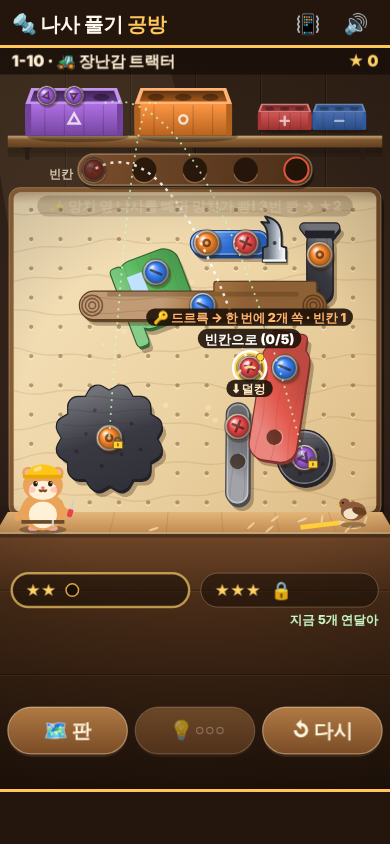 나사 풀기 공방
1-10 · 장난감 트랙터
★ 0
빈칸
드르륵 → 한 번에 2개 쏙 · 빈칸 1
빈칸으로 (0/5)
⬇덜컹
★★ ○
★★★
지금 5개 연달아
판
○○○
다시